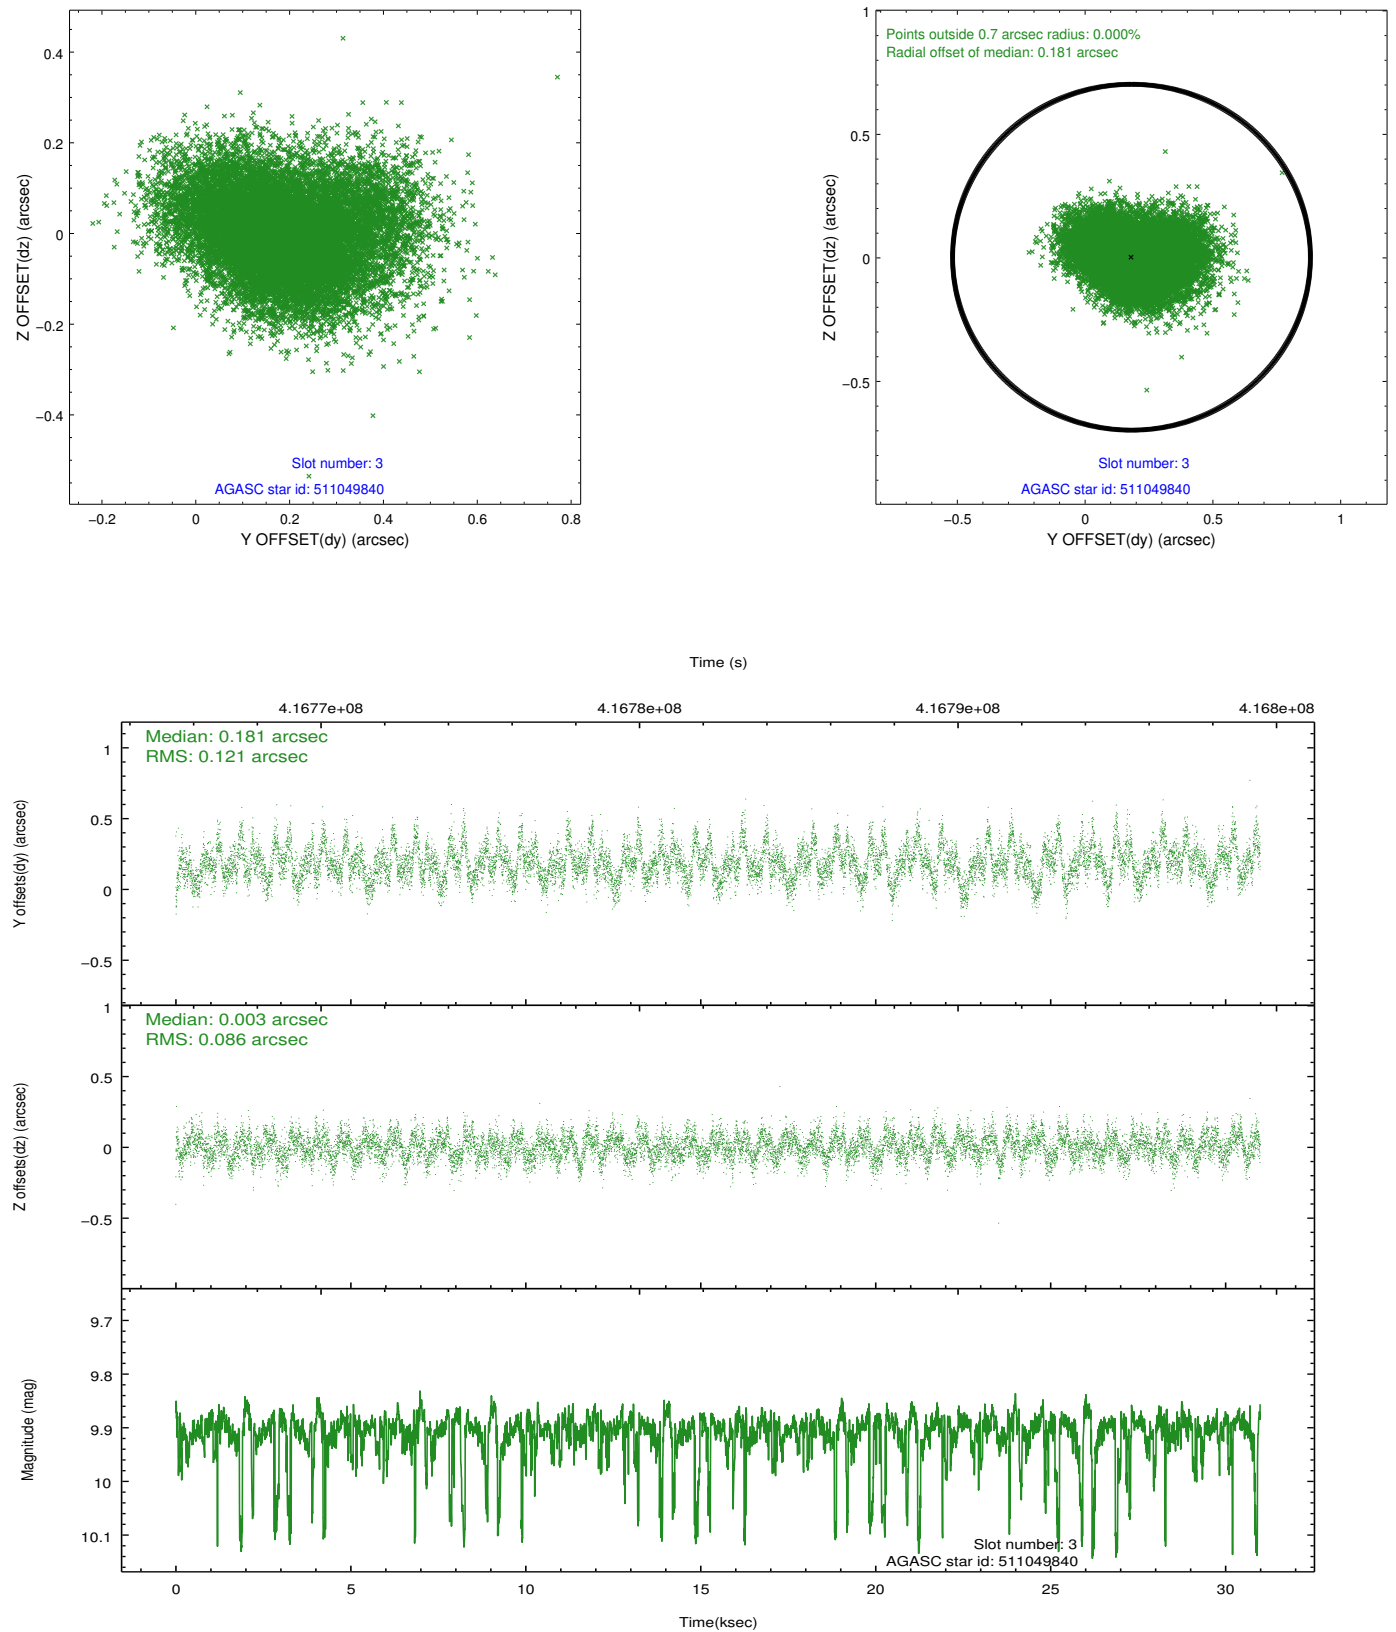 0.4
0.2
0
−0.2
−0.4
Z OFFSET(dz) (arcsec)
Slot number: 3
AGASC star id: 511049840
−0.2 0 0.2 0.4 0.6 0.8
Y OFFSET(dy) (arcsec)
1
0.5
0
−0.5
Z OFFSET(dz) (arcsec)
Points outside 0.7 arcsec radius: 0.000%
Radial offset of median: 0.181 arcsec
Slot number: 3
AGASC star id: 511049840
−0.5 0 0.5 1
Y OFFSET(dy) (arcsec)
Time (s)
4.1677e+08 4.1678e+08 4.1679e+08 4.168e+08
Median: 0.181 arcsec
RMS: 0.121 arcsec
1
0.5
0
−0.5
Y offsets(dy) (arcsec)
Median: 0.003 arcsec
RMS: 0.086 arcsec
1
0.5
0
−0.5
Z offsets(dz) (arcsec)
9.7
9.8
9.9
10
10.1
Magnitude (mag)
Slot number: 3
AGASC star id: 511049840
0 5 10 15 20 25 30
Time(ksec)